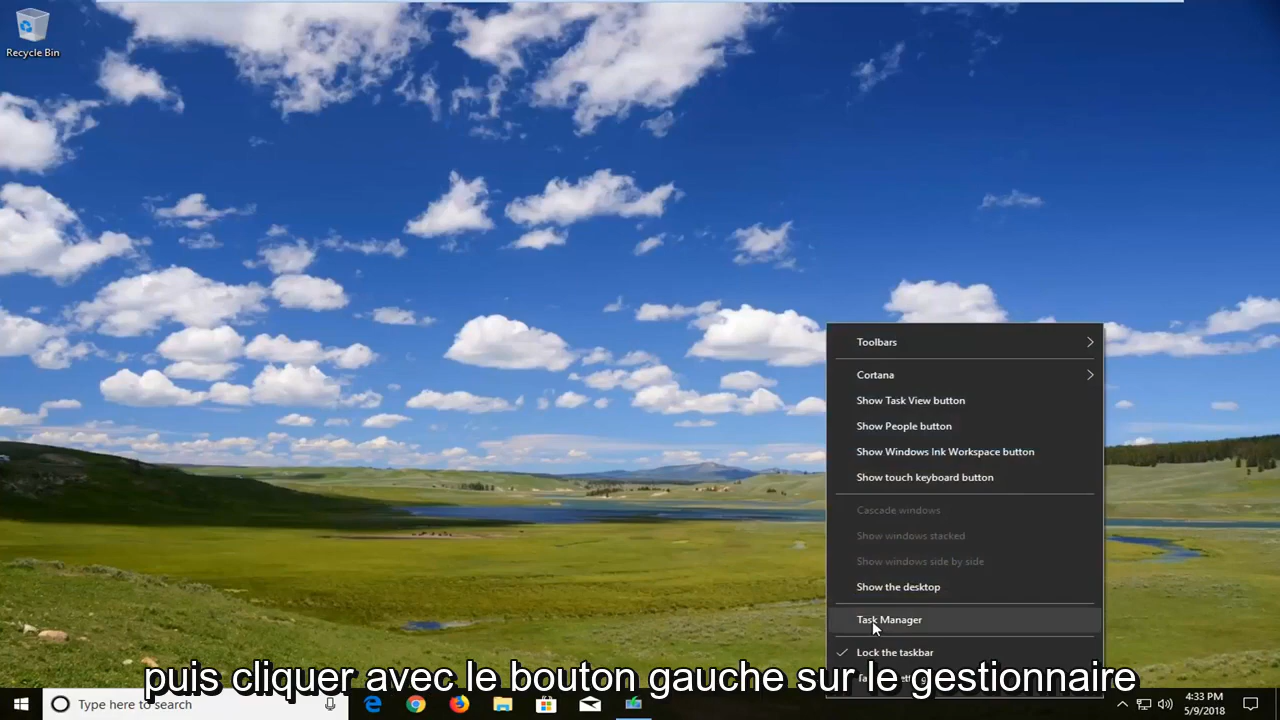 Recycle Bin
Toolbars
Cortana
Show Task View button
Show People button
Show Windows Ink Workspace button
Show touch keyboard button
Cascade windows
Show windows stacked
Show windows side by side
Show the desktop
Task Manager
Lock the taskbar
puis cliquer avec le bouton gauche sur le gestionnaire
Type here to search
4:33 PM
5/9/2018